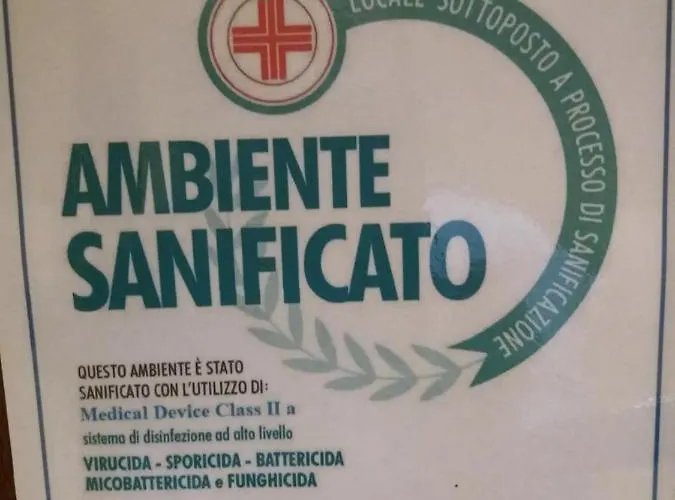 LOCALE SOTTOPOSTO A PROCESSO DI SANIFICAZIONE
AMBIENTE
SANIFICATO
QUESTO AMBIENTE È STATO
SANIFICATO CON L'UTILIZZO DI:
Medical Device Class II a
sistema di disinfezione ad alto livello
VIRUCIDA - SPORICIDA - BATTERICIDA
MICOBATTERICIDA e FUNGHICIDA